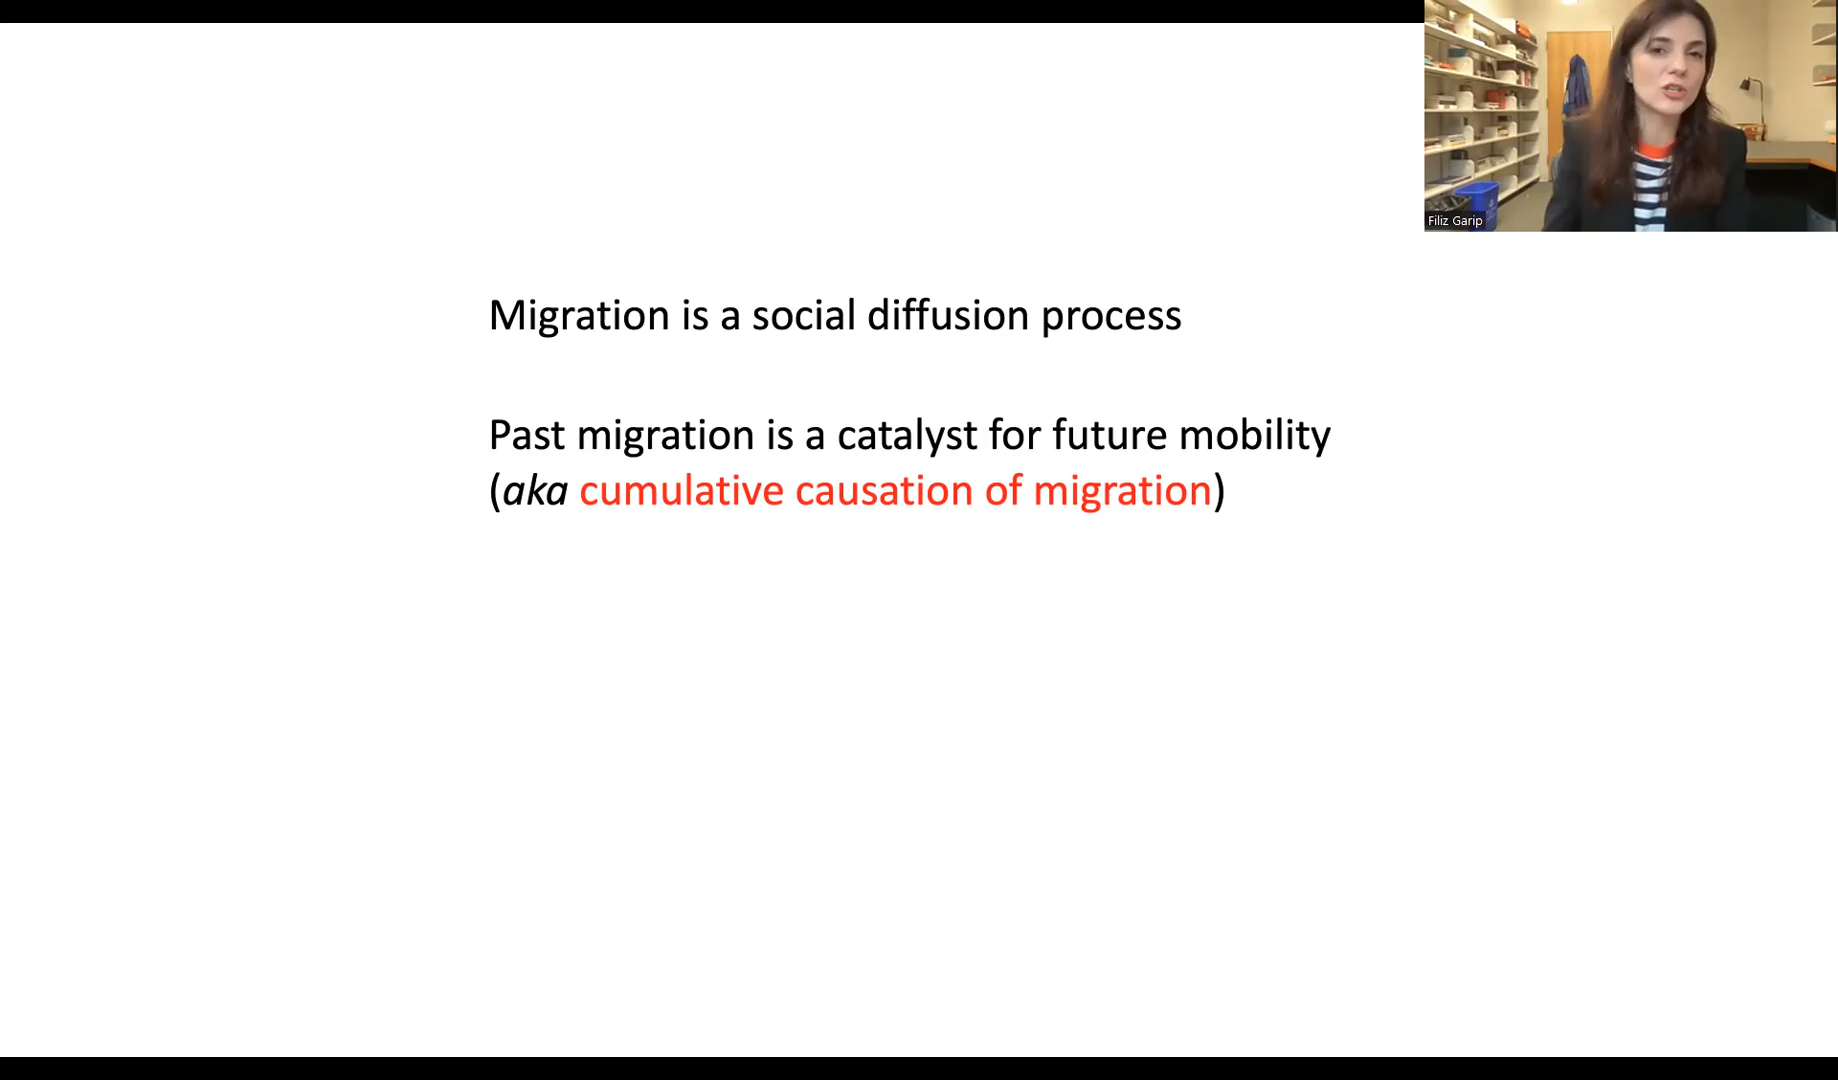 Filiz Garip
Migration is a social diffusion process
Past migration is a catalyst for future mobility
(aka cumulative causation of migration)